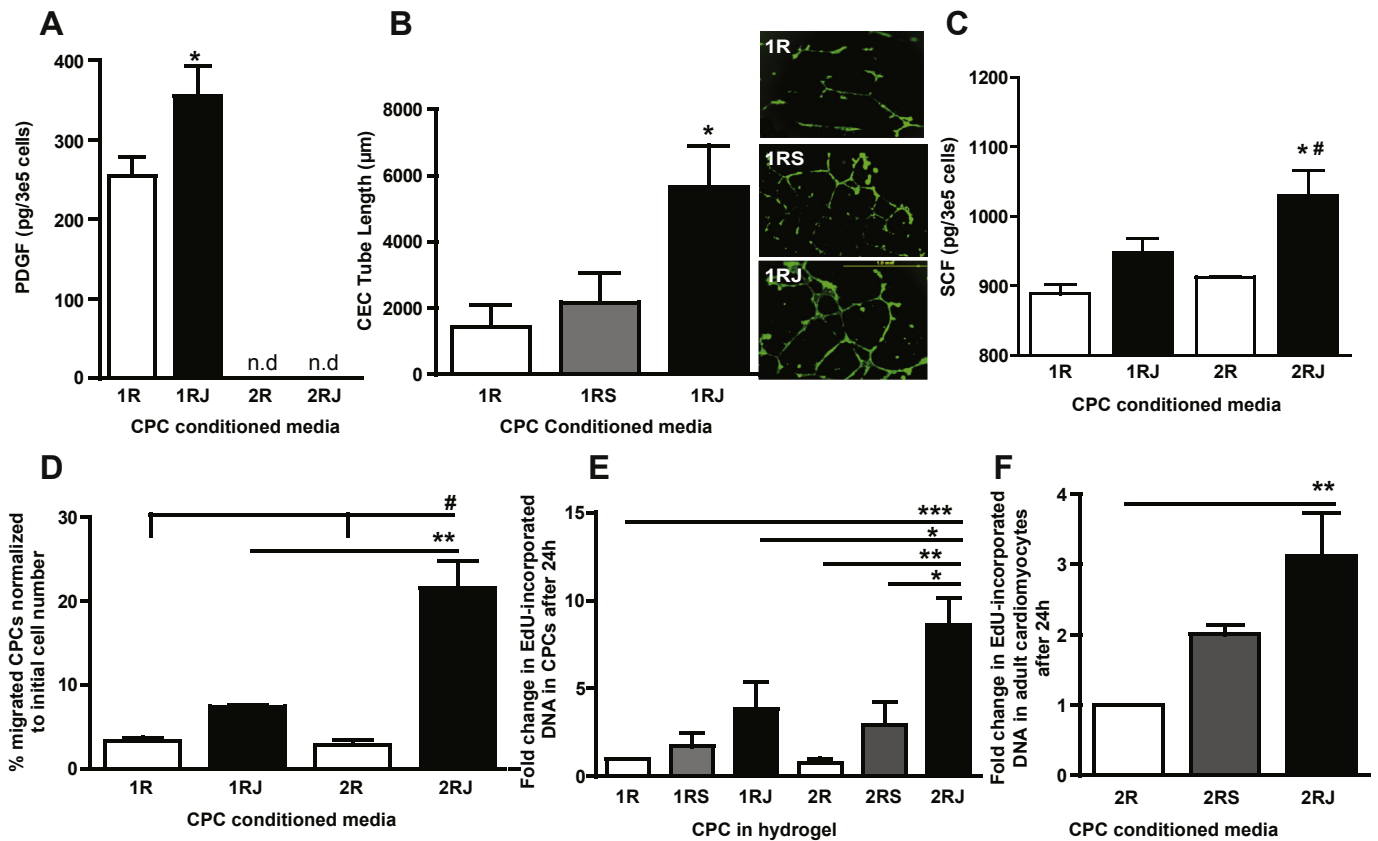 A
PDGF (pg/3e5 cells)
400
300
200
100
0
*
n.d
n.d
1R 1RJ 2R 2RJ
CPC conditioned media
B
CEC Tube Length (μm)
8000
6000
4000
2000
0
*
1R 1RS 1RJ
CPC Conditioned media
1R
1RS
1RJ
C
SCF (pg/3e5 cells)
1200
1100
1000
900
800
* #
1R 1RJ 2R 2RJ
CPC conditioned media
D
% migrated CPCs normalized
to initial cell number
30
20
10
0
#
**
1R 1RJ 2R 2RJ
CPC conditioned media
E
Fold change in EdU-incorporated
DNA in CPCs after 24h
15
10
5
0
***
*
**
*
1R 1RS 1RJ 2R 2RS 2RJ
CPC in hydrogel
F
Fold change in EdU-incorporated
DNA in adult cardiomyocytes
after 24h
4
3
2
1
0
**
2R 2RS 2RJ
CPC conditioned media